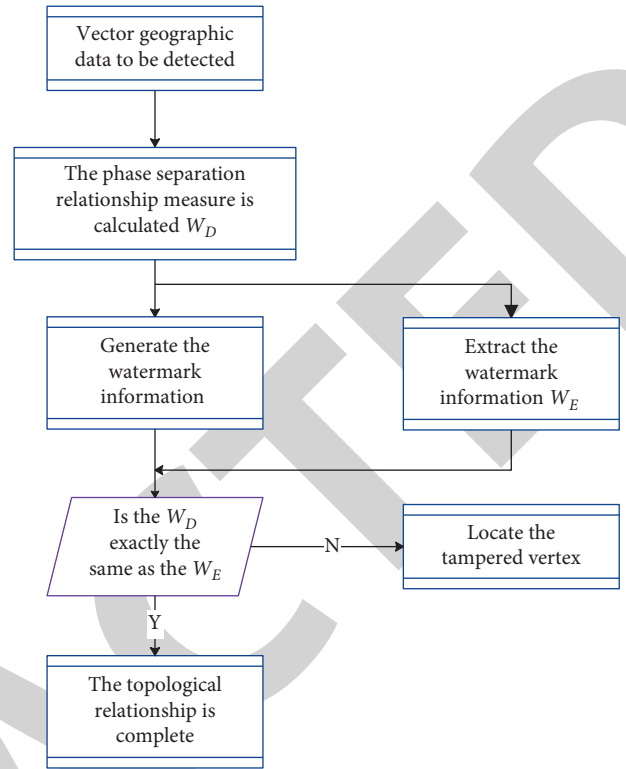 Vector geographic
data to be detected
The phase separation
relationship measure is
calculated W_D
Generate the
watermark
information
Extract the
watermark
information W_E
Is the W_D
exactly the
same as the W_E
N
Locate the
tampered vertex
Y
The topological
relationship is
complete